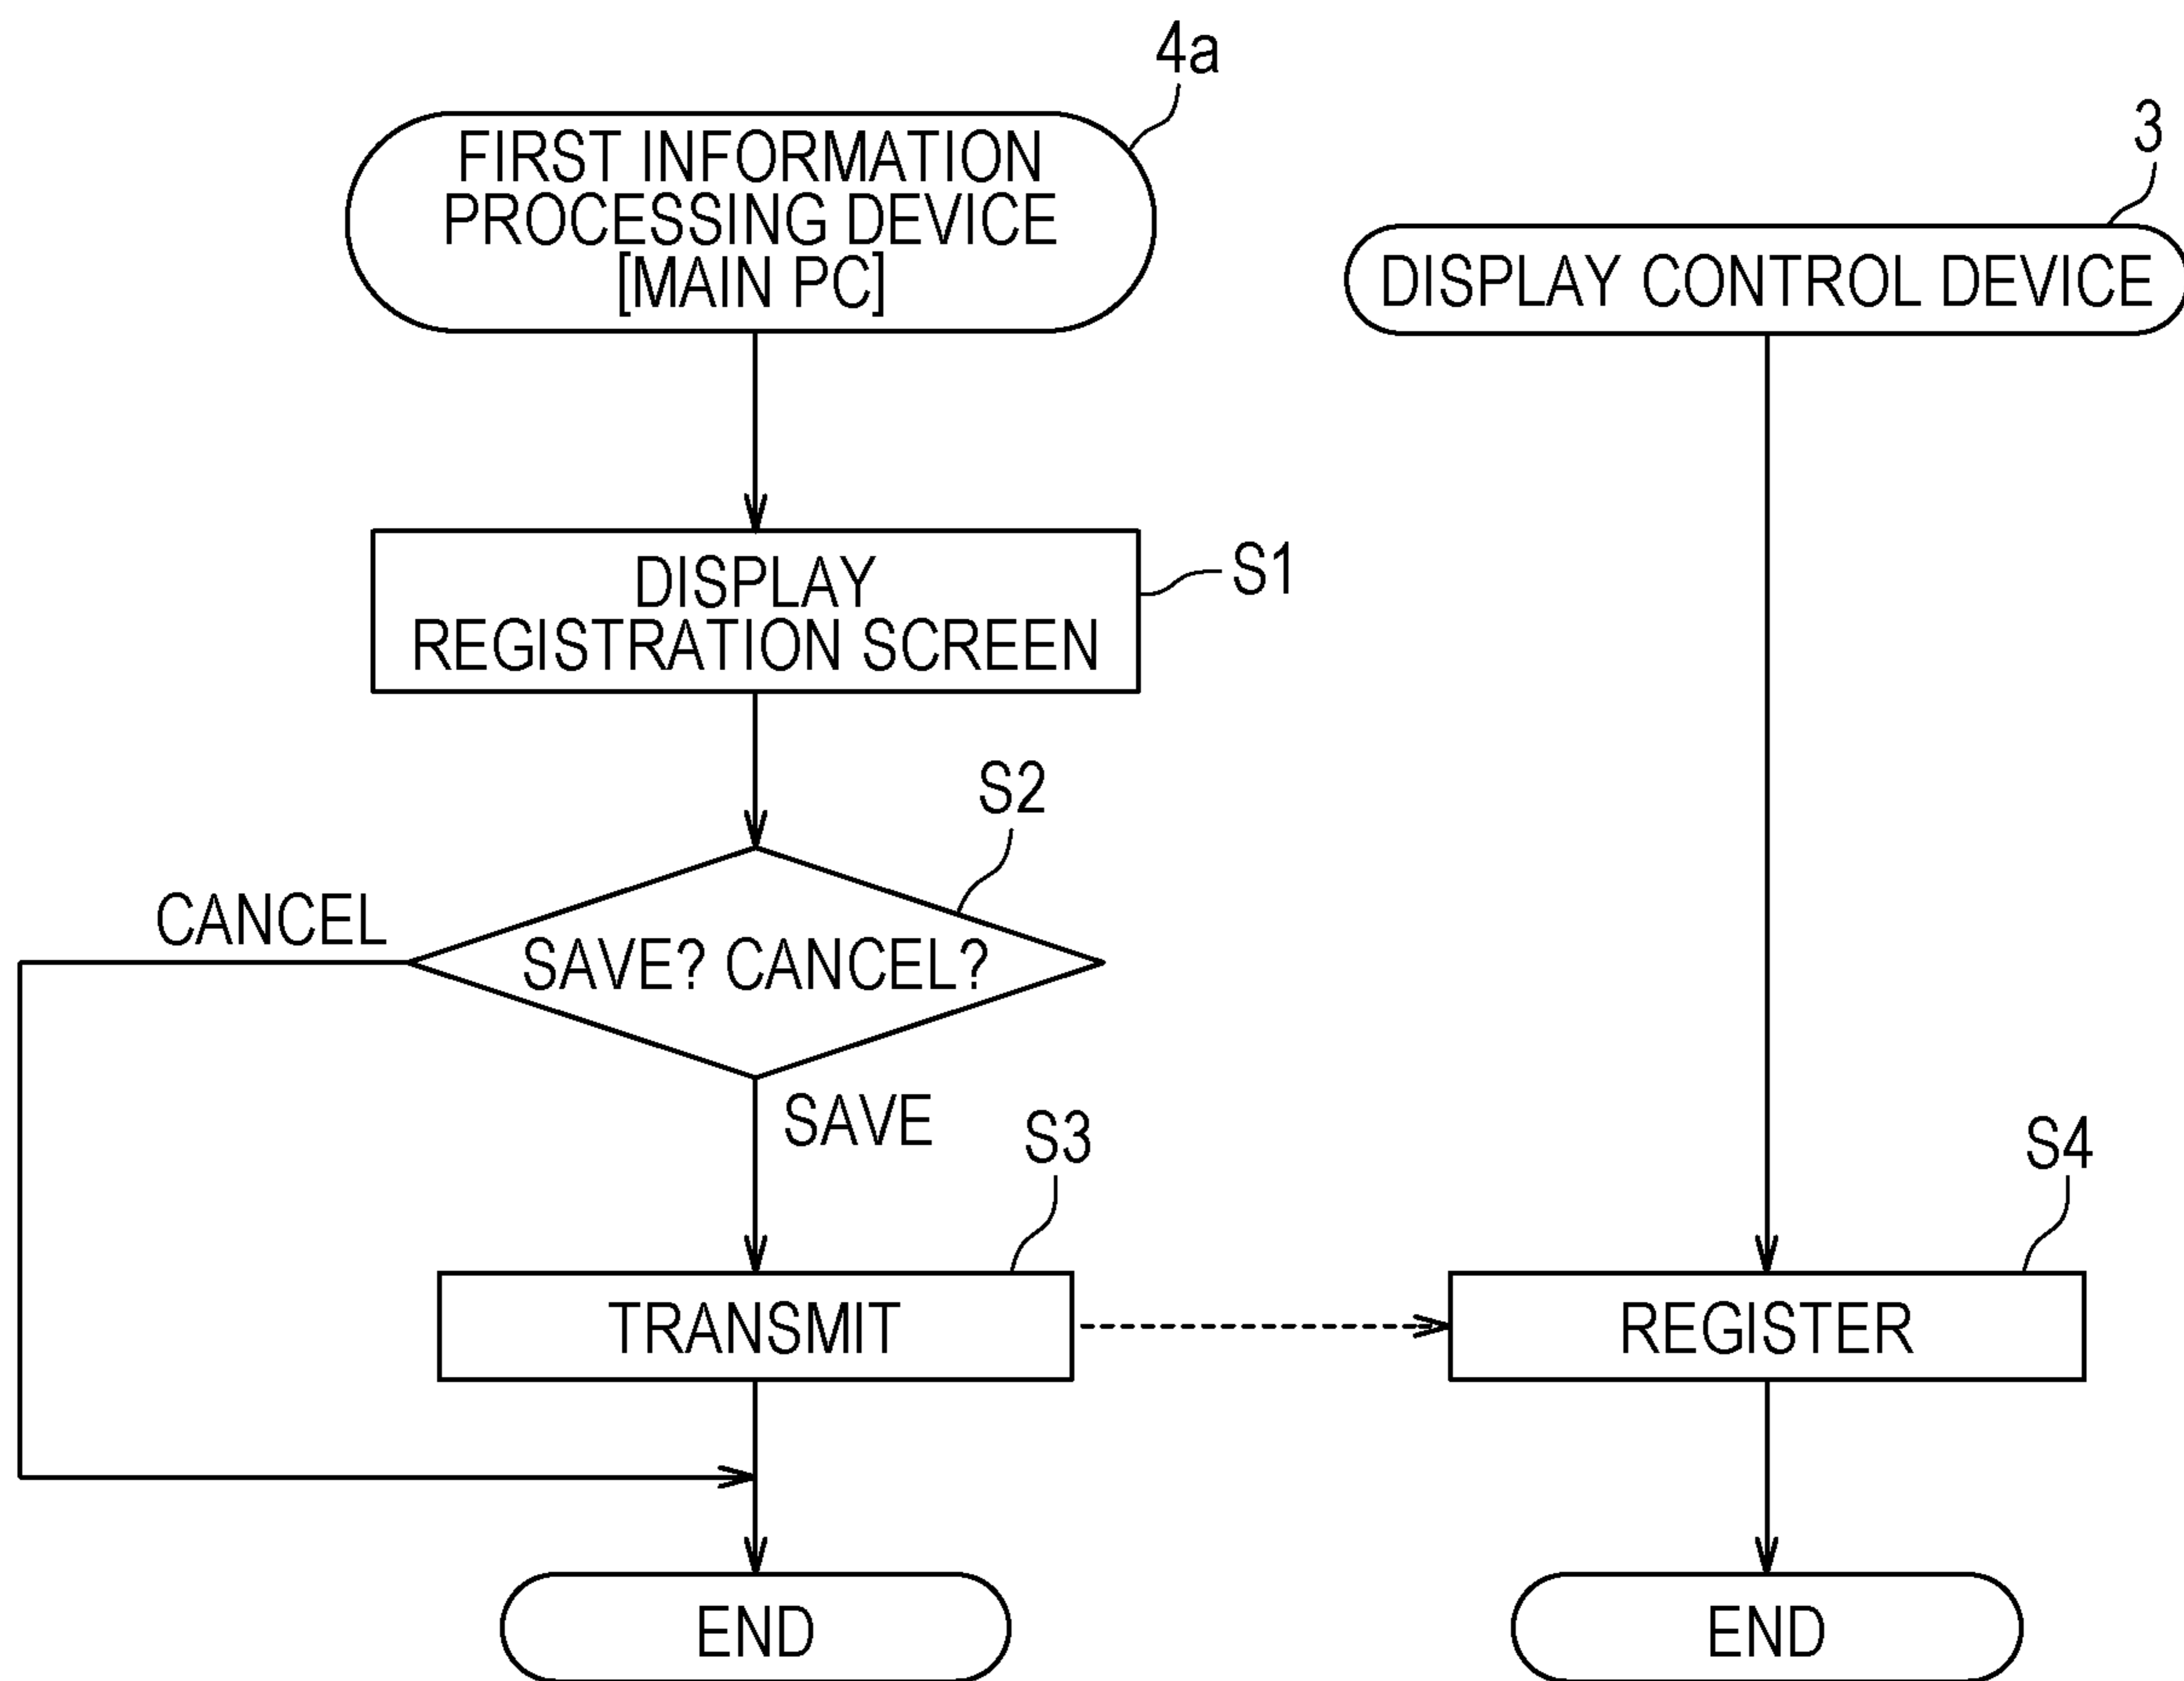 4a
FIRST INFORMATION
PROCESSING DEVICE
[MAIN PC]
3
DISPLAY CONTROL DEVICE
DISPLAY
REGISTRATION SCREEN
S1
S2
CANCEL
SAVE? CANCEL?
SAVE
S3
S4
TRANSMIT
REGISTER
END
END